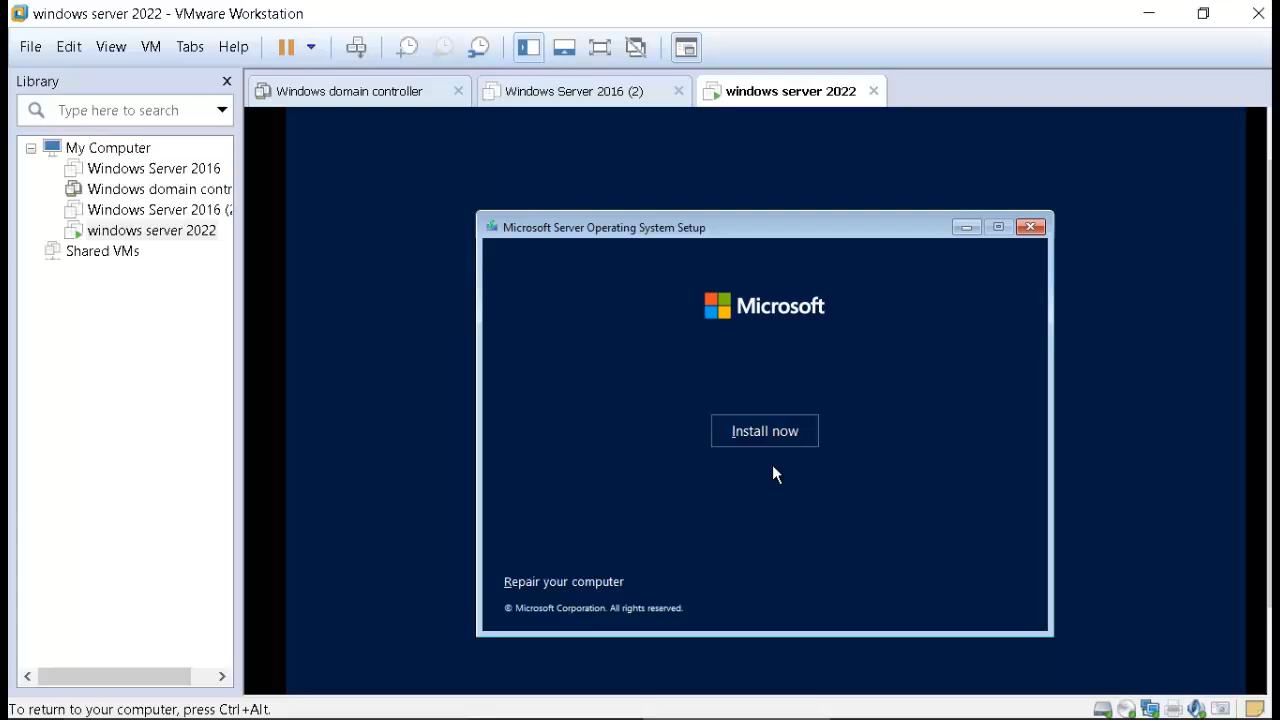 windows server 2022 - VMware Workstation
File Edit View VM Tabs Help
Library
Windows domain controller
Windows Server 2016 (2)
windows server 2022
Type here to search
My Computer
Windows Server 2016
Windows domain contr
Windows Server 2016 (2
windows server 2022
Shared VMs
Microsoft Server Operating System Setup
Microsoft
Install now
Repair your computer
© Microsoft Corporation. All rights reserved.
To return to your computer, press Ctrl+Alt.